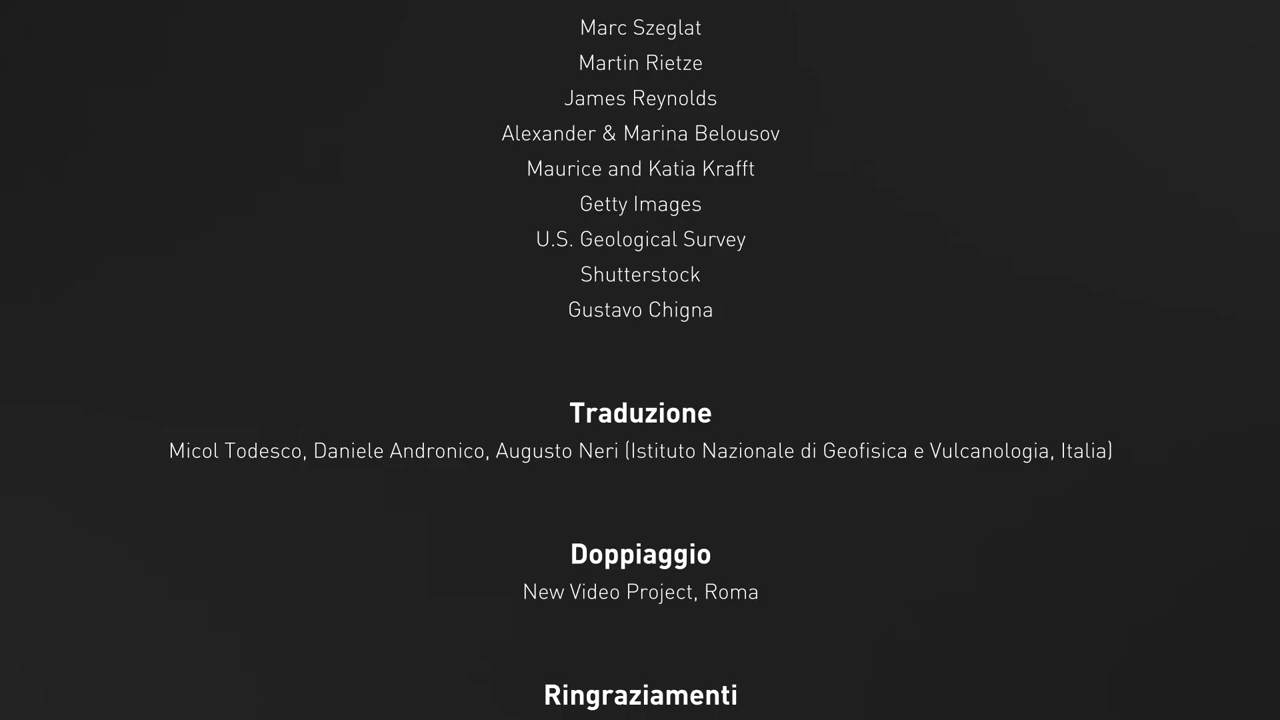 Marc Szeglat
Martin Rietze
James Reynolds
Alexander & Marina Belousov
Maurice and Katia Krafft
Getty Images
U.S. Geological Survey
Shutterstock
Gustavo Chigna
Traduzione
Micol Todesco, Daniele Andronico, Augusto Neri (Istituto Nazionale di Geofisica e Vulcanologia, Italia)
Doppiaggio
New Video Project, Roma
Ringraziamenti